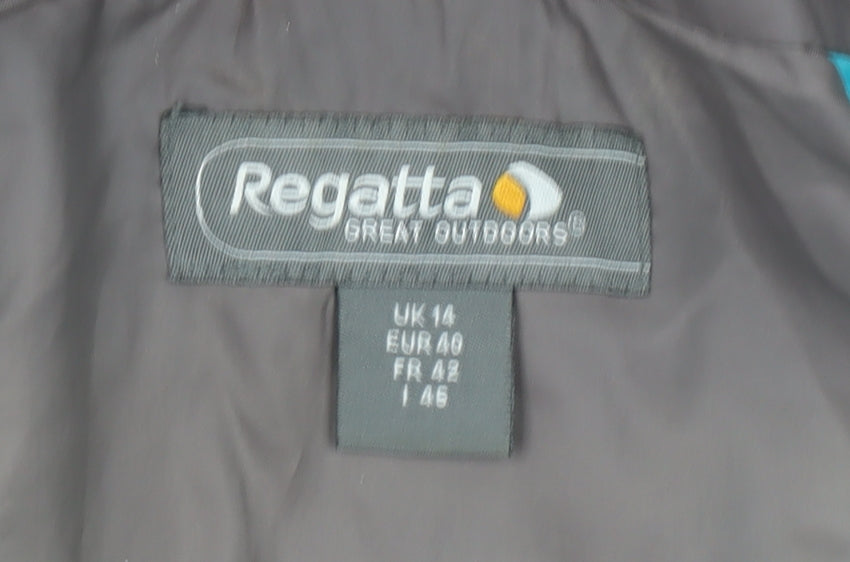 Regatta
GREAT OUTDOORS®
UK 14
EUR 40
FR 42
I 46